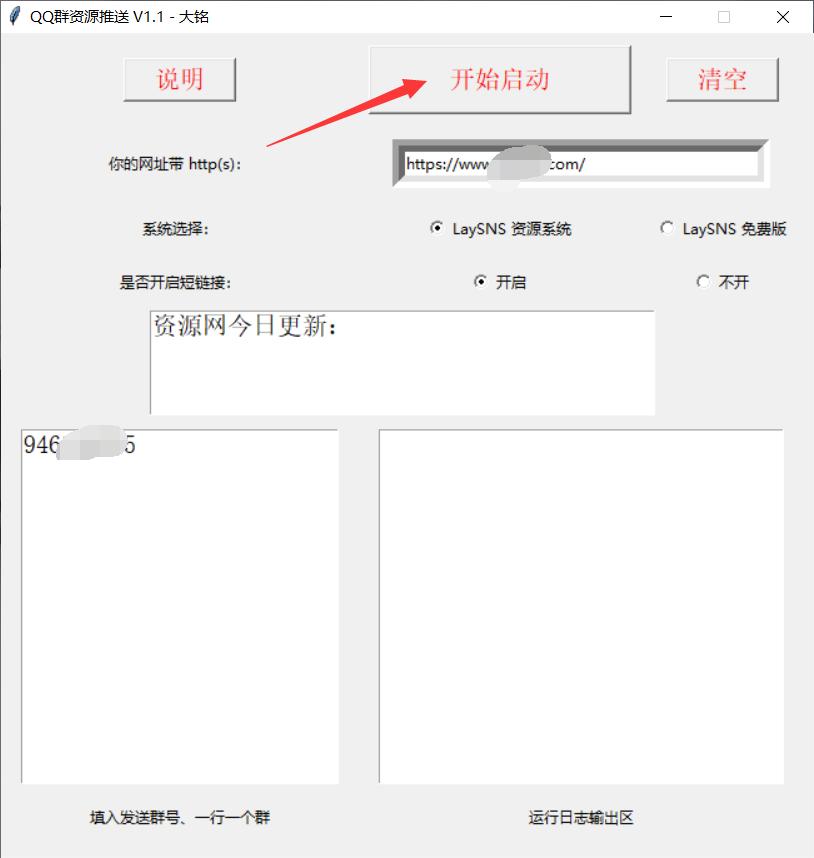 QQ群资源推送 V1.1 - 大铭
说明
开始启动
清空
你的网址带 http(s)：
https://www. .com/
系统选择：
LaySNS 资源系统
LaySNS 免费版
是否开启短链接：
开启
不开
资源网今日更新：
946 5
填入发送群号、一行一个群
运行日志输出区